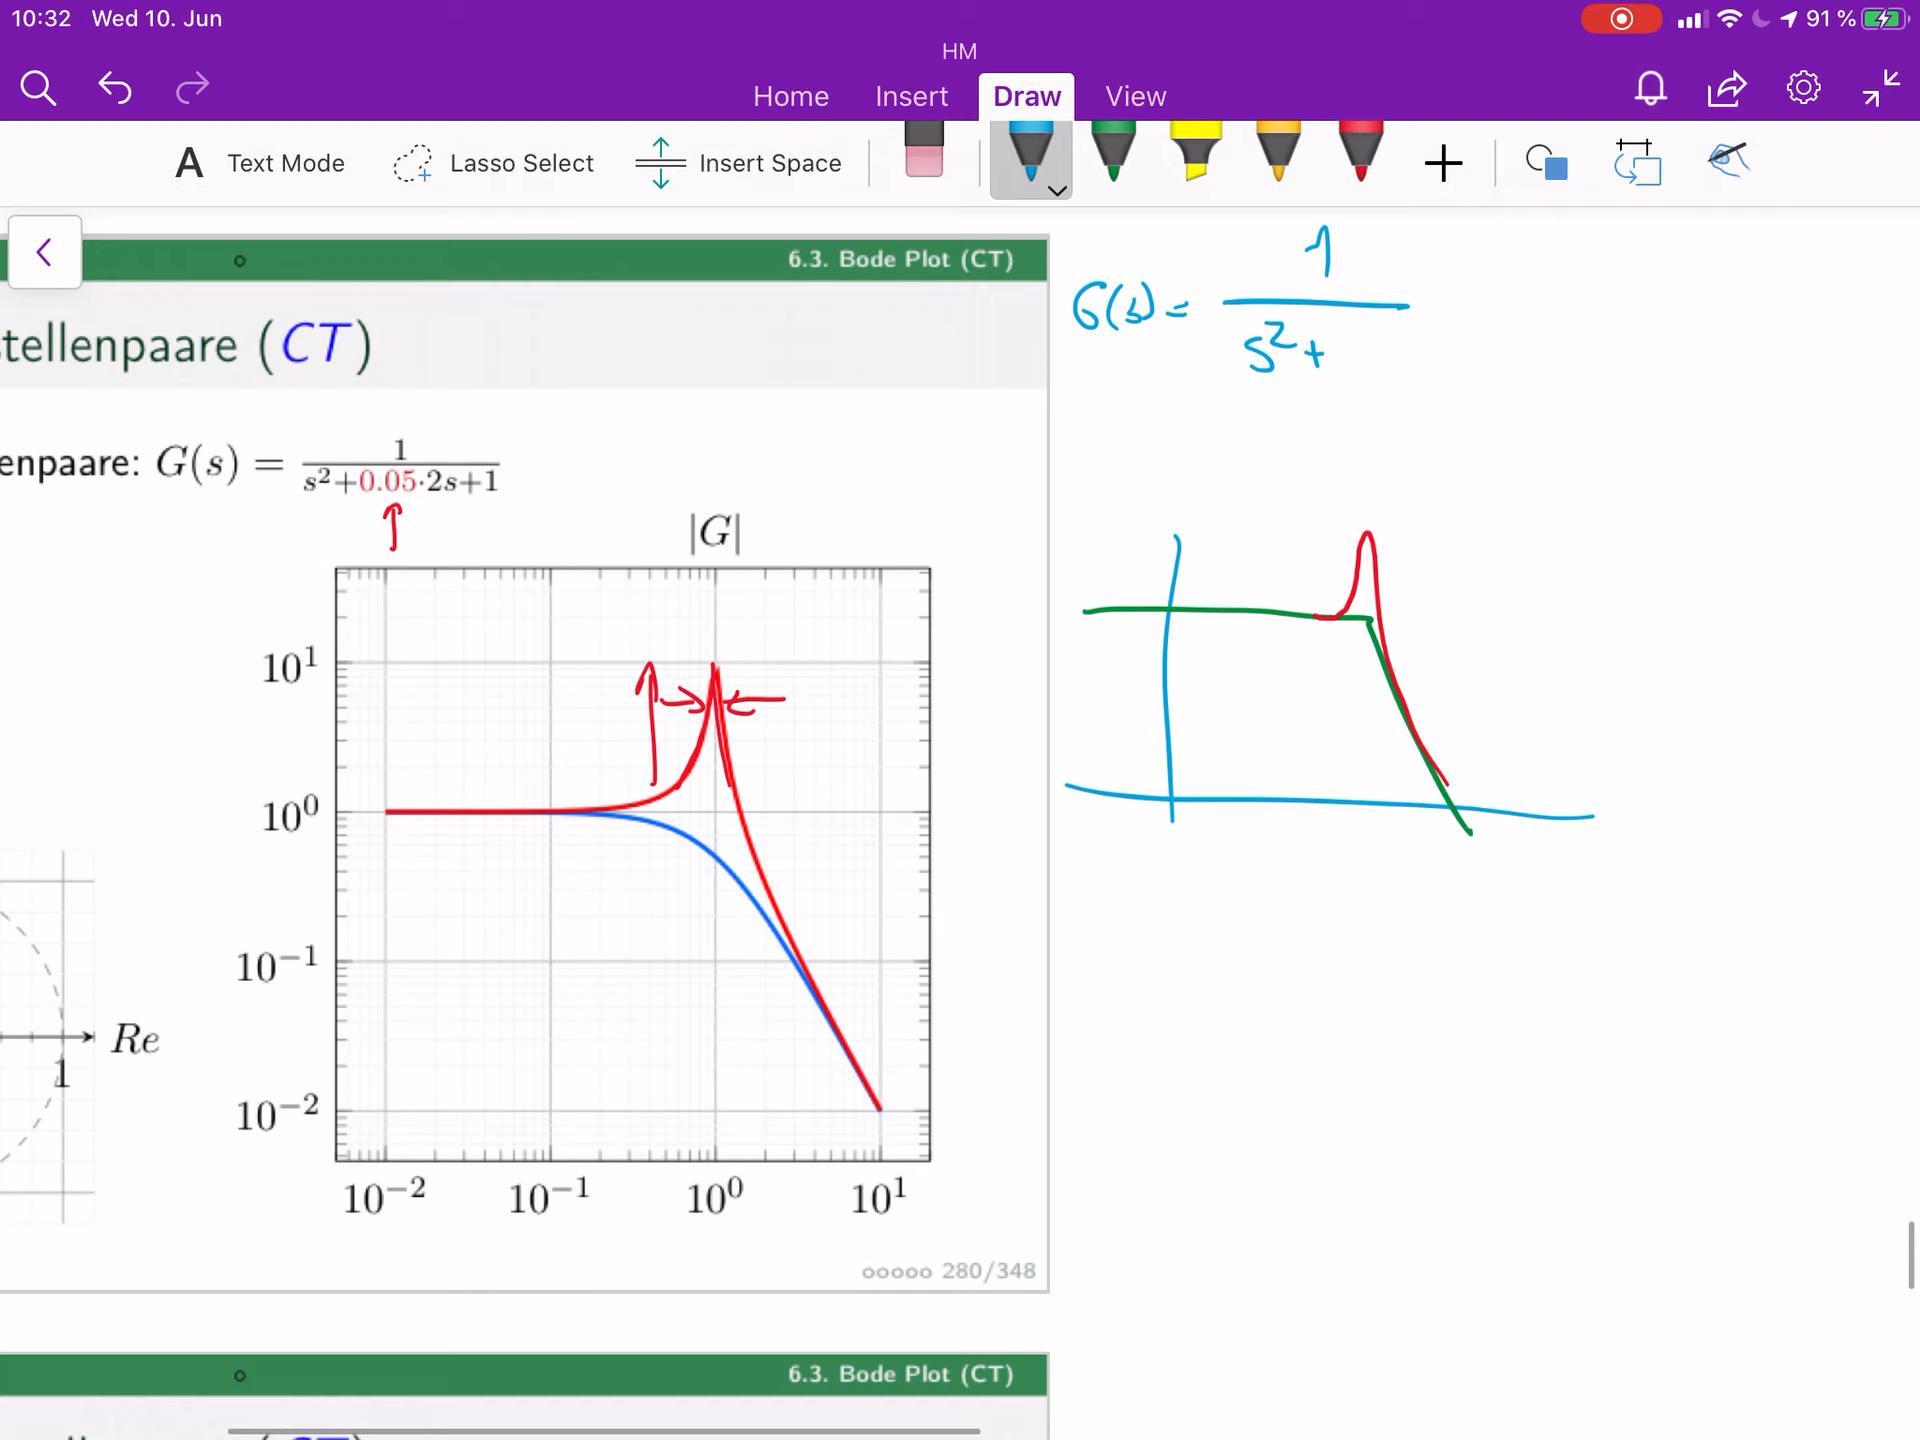 10:32 Wed 10. Jun 91 %
HM
Home Insert Draw View
A Text Mode Lasso Select Insert Space
6.3. Bode Plot (CT)
stellenpaare (CT)
enpaare: G(s) = 1 / (s²+0.05·2s+1)
|G|
10¹
10⁰
10⁻¹
10⁻²
10⁻² 10⁻¹ 10⁰ 10¹
Re
1
280/348
G(s) = 1 / (s² +
6.3. Bode Plot (CT)